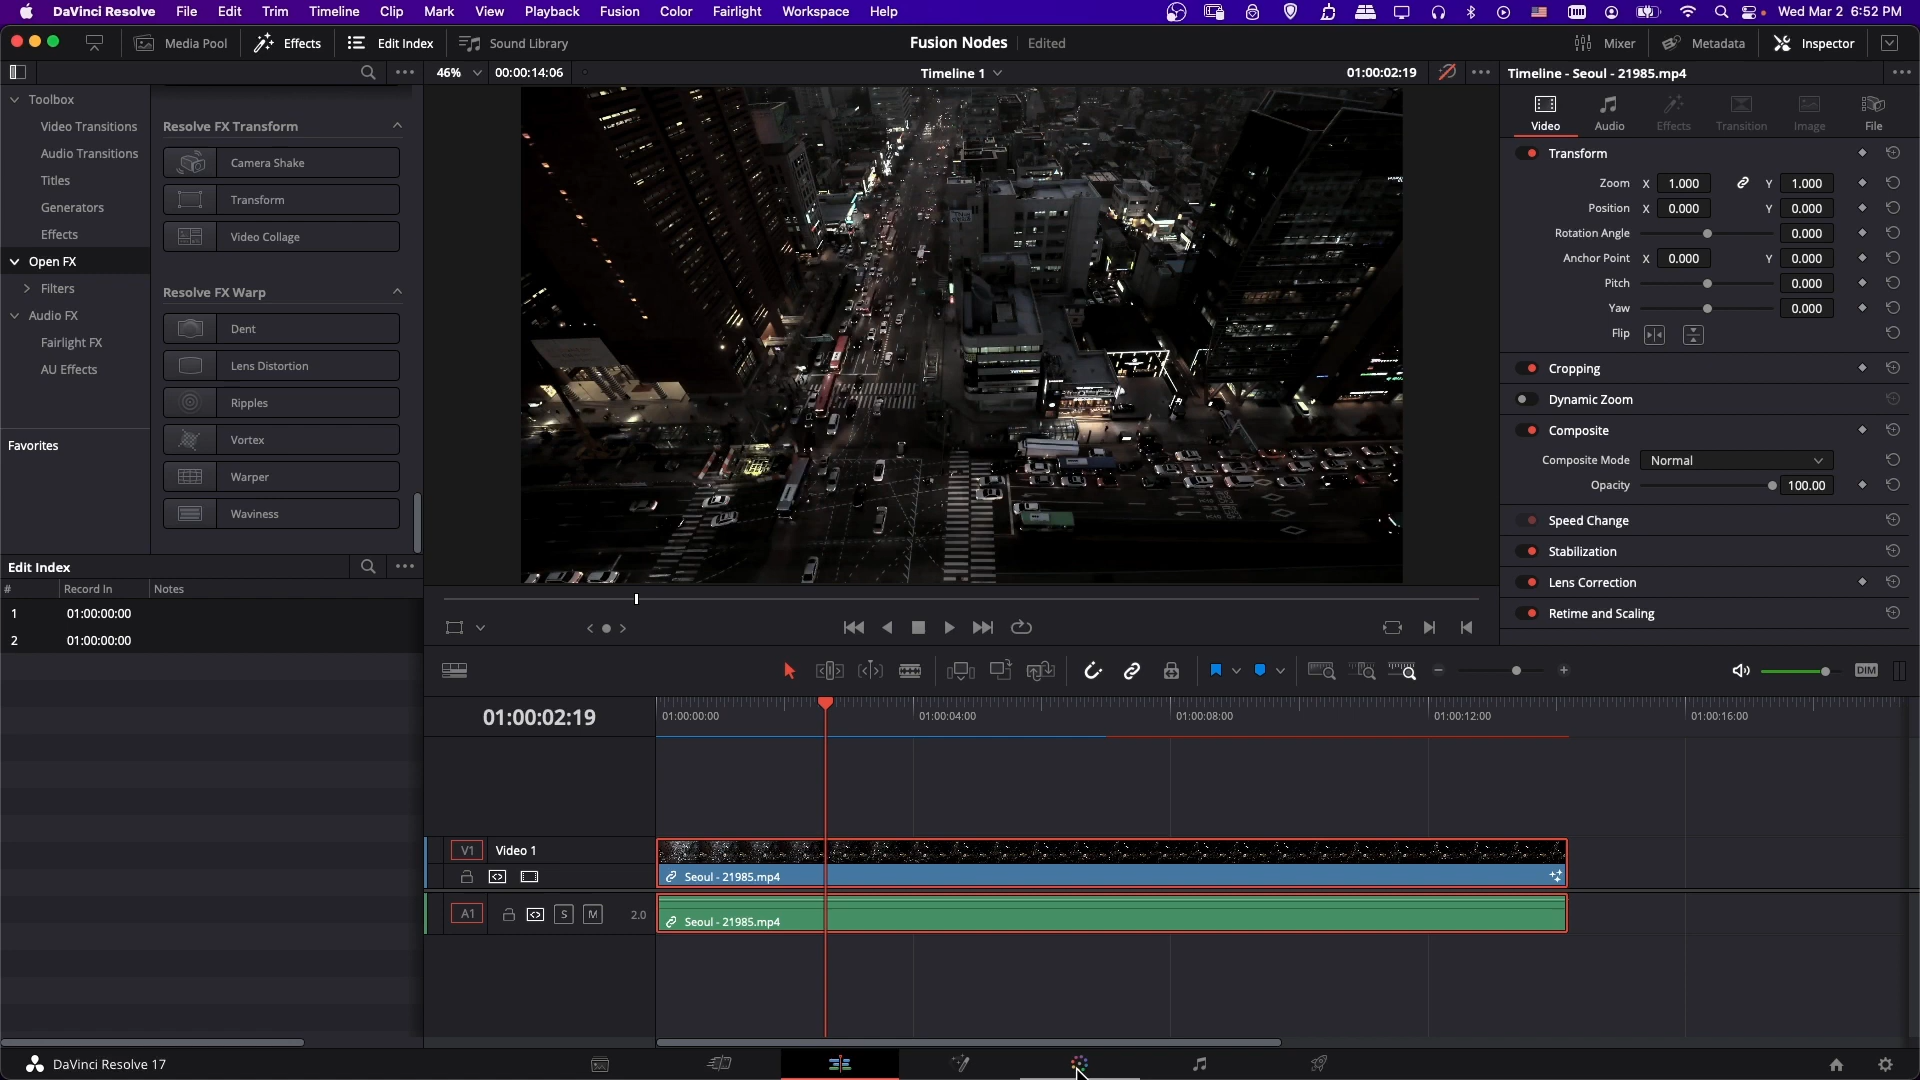 DaVinci Resolve File Edit Trim Timeline Clip Mark View Playback Fusion Color Fairlight Workspace Help Wed Mar 2 6:52 PM
Media Pool Effects Edit Index Sound Library Fusion Nodes Edited Mixer Metadata Inspector
46% 00:00:14:06 Timeline 1 01:00:02:19 Timeline - Seoul - 21985.mp4
Toolbox
Video Transitions
Audio Transitions
Titles
Generators
Effects
Open FX
Filters
Audio FX
Fairlight FX
AU Effects
Favorites
Resolve FX Transform
Camera Shake
Transform
Video Collage
Resolve FX Warp
Dent
Lens Distortion
Ripples
Vortex
Warper
Waviness
Edit Index
# Record In Notes
1 01:00:00:00
2 01:00:00:00
Video Audio Effects Transition Image File
Transform
Zoom X 1.000 Y 1.000
Position X 0.000 Y 0.000
Rotation Angle 0.000
Anchor Point X 0.000 Y 0.000
Pitch 0.000
Yaw 0.000
Flip
Cropping
Dynamic Zoom
Composite
Composite Mode Normal
Opacity 100.00
Speed Change
Stabilization
Lens Correction
Retime and Scaling
DIM
01:00:02:19 01:00:00:00 01:00:04:00 01:00:08:00 01:00:12:00 01:00:16:00
V1 Video 1
Seoul - 21985.mp4
A1 S M 2.0
Seoul - 21985.mp4
DaVinci Resolve 17